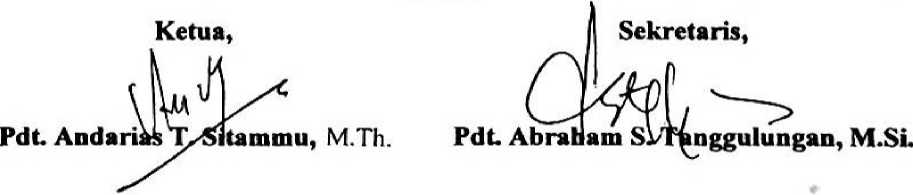 Ketua,
Sekretaris,
Pdt. Andarias T. Sitammu, M.Th.
Pdt. Abraham S. Tanggulungan, M.Si.